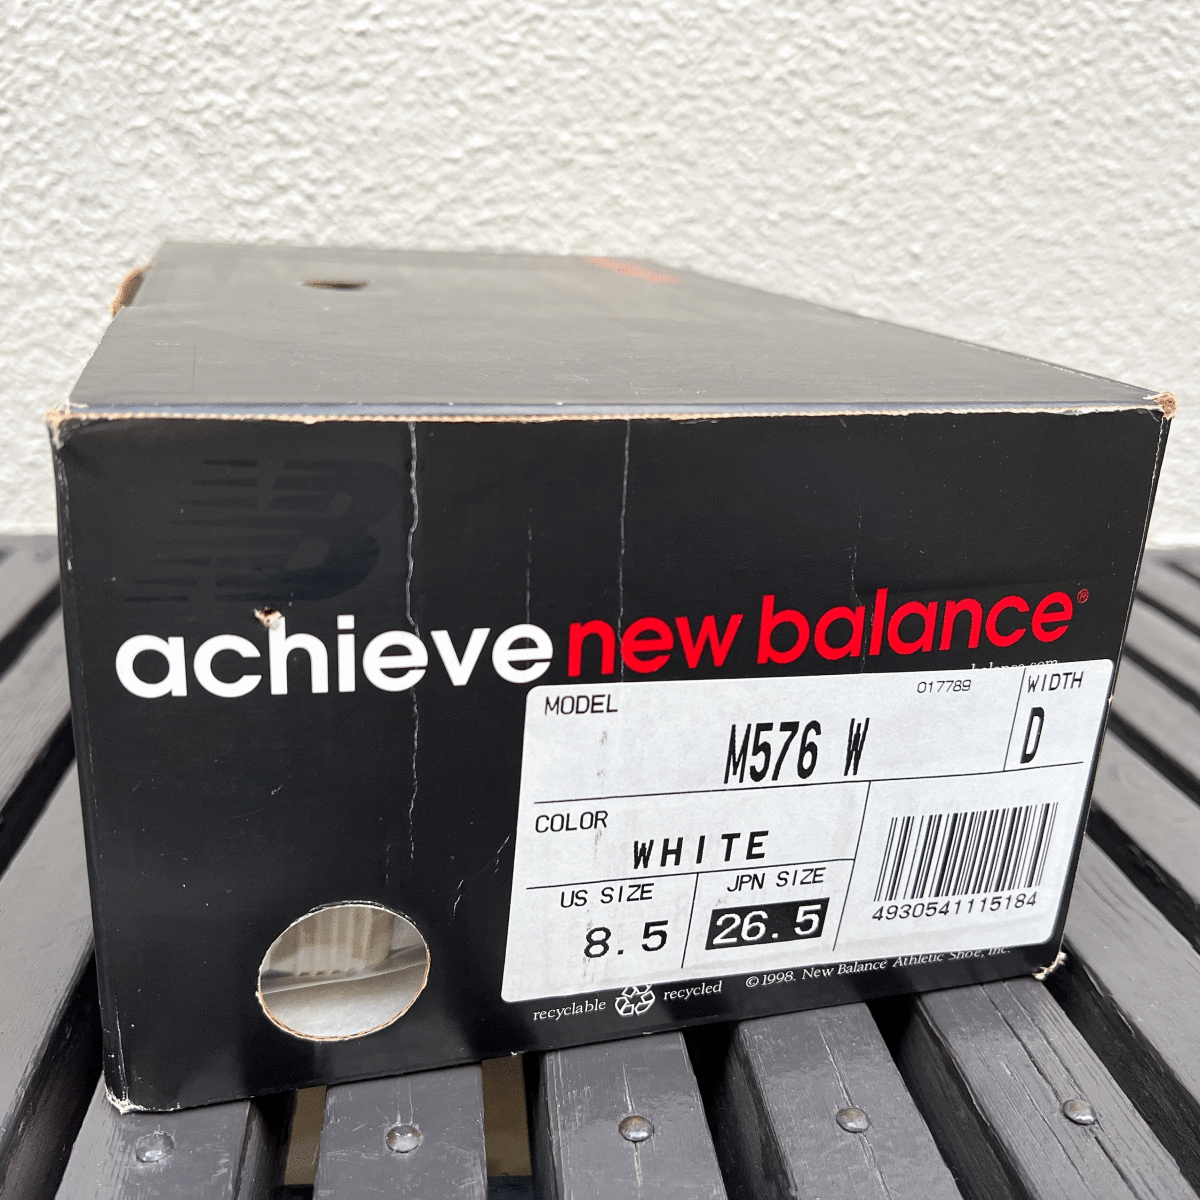 NB
achieve new balance®
MODEL
017789
WIDTH
M576 W
D
COLOR
WHITE
US SIZE
JPN SIZE
8.5
26.5
4930541115184
recyclable recycled
©1998. New Balance Athletic Shoe, Inc.